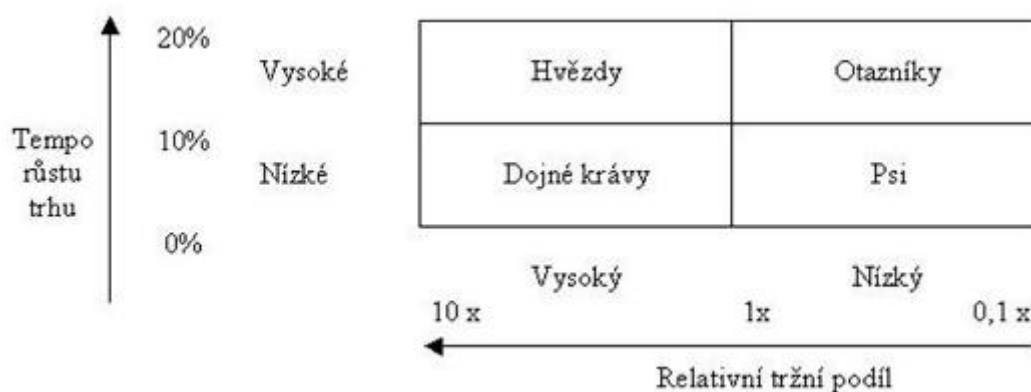 20%
Vysoké
Hvězdy
Otazníky
Tempo
růstu
trhu
10%
Nízké
Dojné krávy
Psi
0%
Vysoký
Nízký
10 x
1x
0,1 x
Relativní tržní podíl